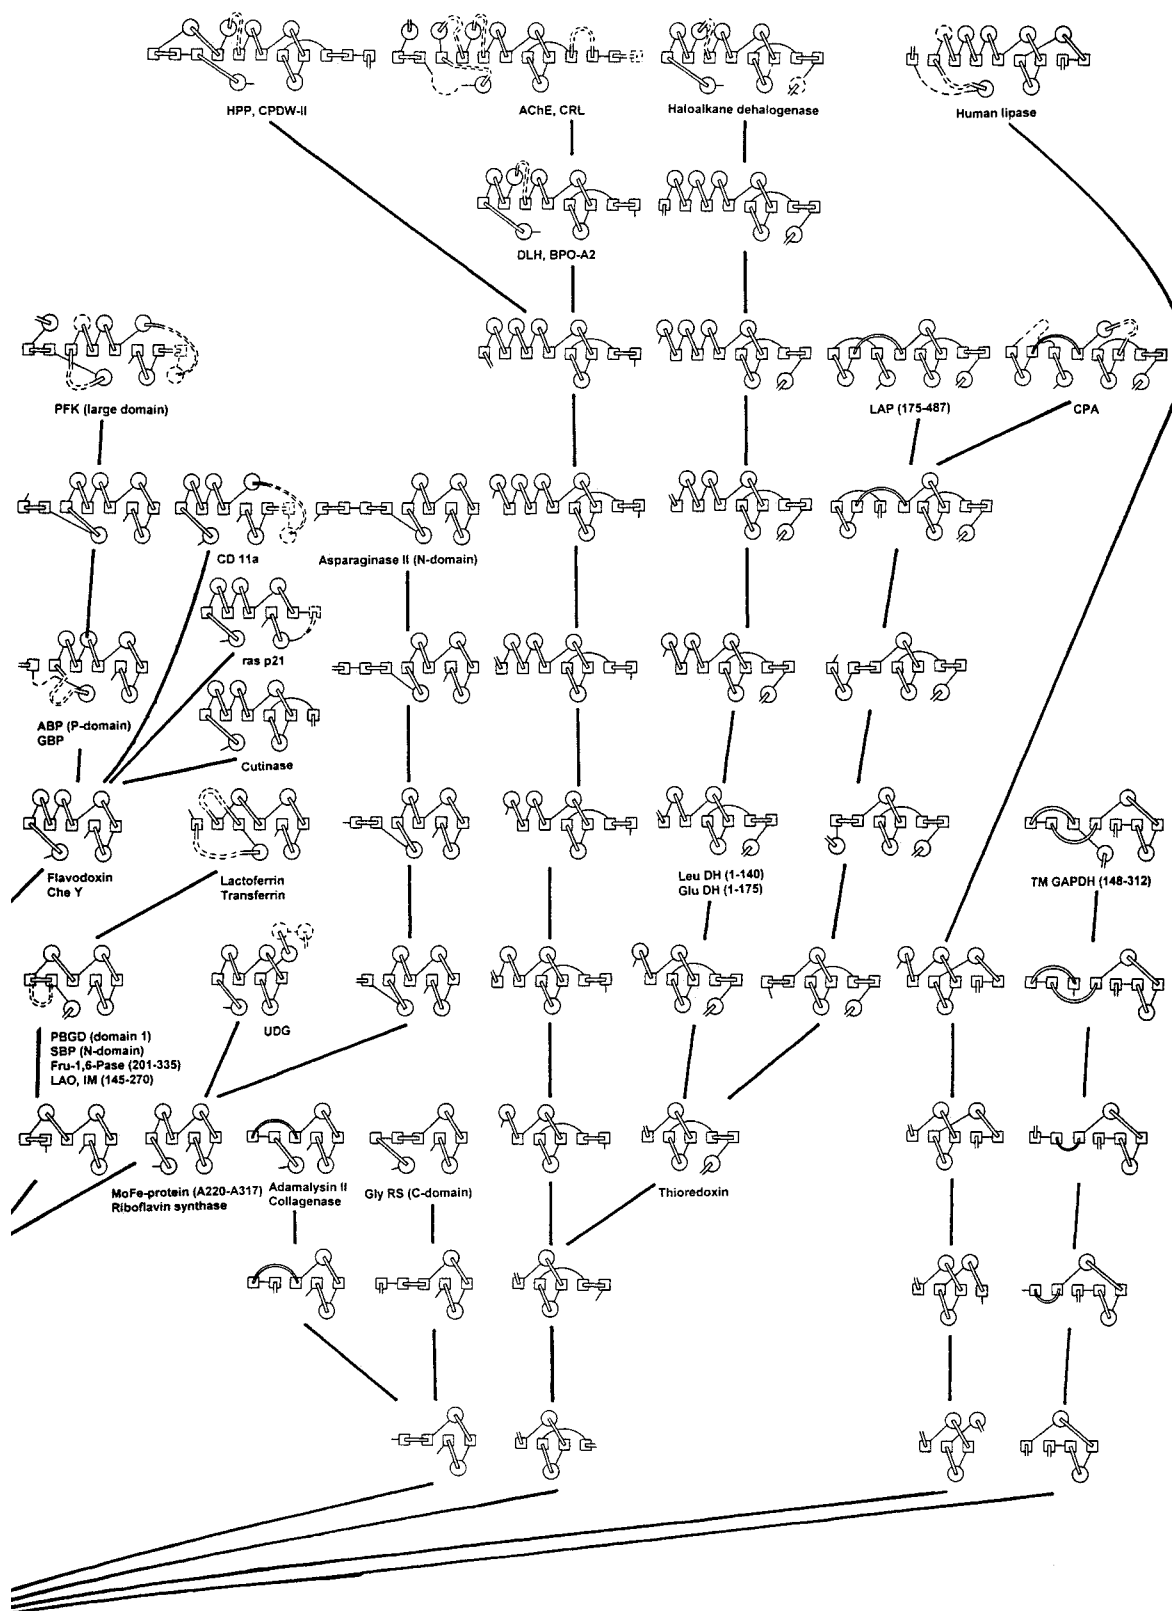 HPP, CPDW-II
AChE, CRL
Haloalkane dehalogenase
Human lipase
DLH, BPO-A2
PFK (large domain)
LAP (175-487)
CPA
CD 11a
Asparaginase II (N-domain)
ras p21
ABP (P-domain)
GBP
Cutinase
Flavodoxin
Che Y
Lactoferrin
Transferrin
Leu DH (1-140)
Glu DH (1-175)
TM GAPDH (148-312)
UDG
PBGD (domain 1)
SBP (N-domain)
Fru-1,6-Pase (201-335)
LAO, IM (145-270)
MoFe-protein (A220-A317)
Riboflavin synthase
Adamalysin II
Collagenase
Gly RS (C-domain)
Thioredoxin